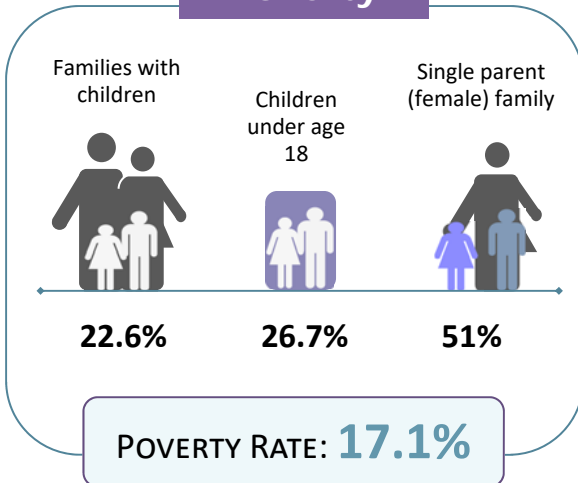 Families with
children
Children
under age
18
Single parent
(female) family
22.6%
26.7%
51%
POVERTY RATE: 17.1%